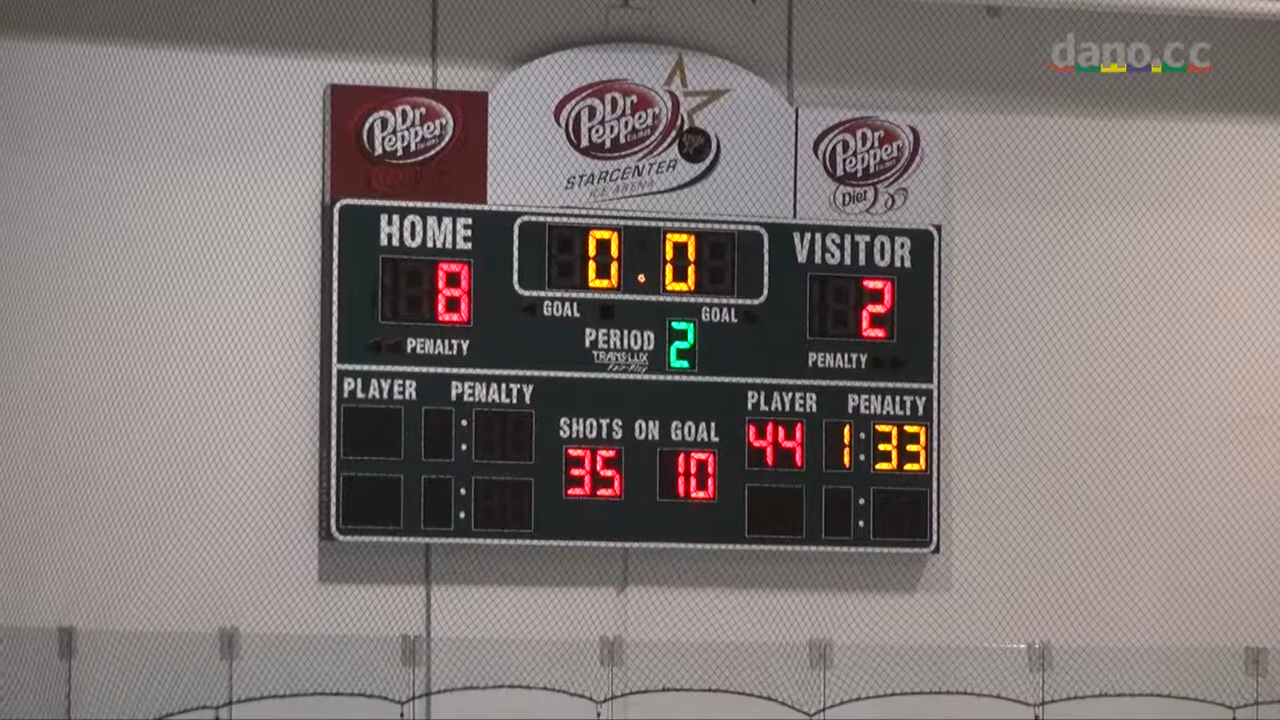 dano.cc
Dr Pepper
Dr Pepper
STARCENTER
ICE ARENA
Dr Pepper
Diet
HOME
8
0.0
VISITOR
2
GOAL
GOAL
PENALTY
PERIOD 2
TRANS-LUX
Fair-Play
PENALTY
PLAYER PENALTY
SHOTS ON GOAL
35 10
PLAYER PENALTY
44 1:33